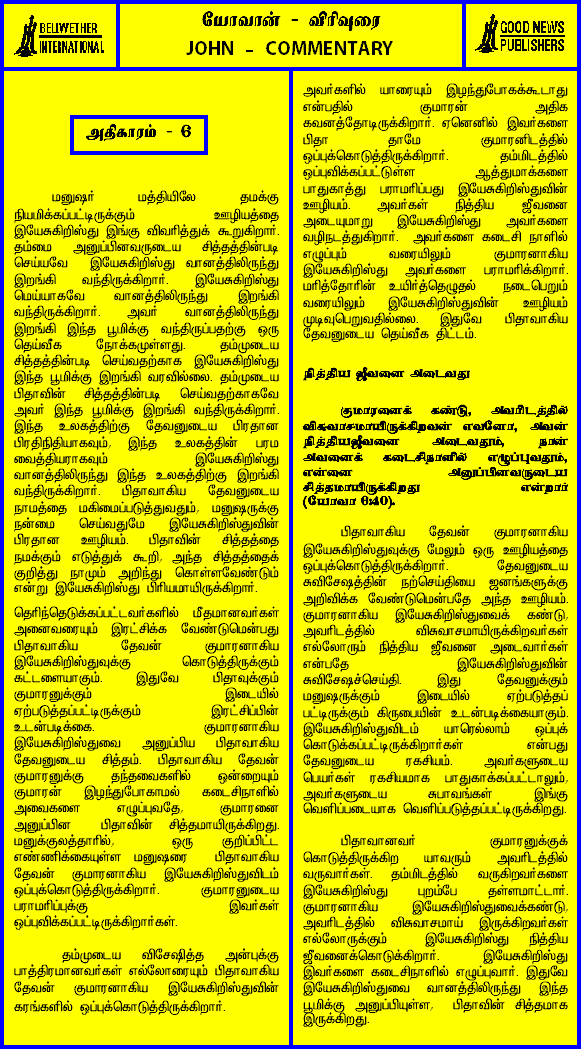 BELWETHER
INTERNATIONAL
யோவான் - விரிவுரை
JOHN - COMMENTARY
GOOD NEWS
PUBLISHERS
அதிகாரம் - 6
மனுஷர் மத்தியிலே தமக்கு
நியமிக்கப்பட்டிருக்கும் ஊழியத்தை
இயேசுகிறிஸ்து இங்கு விவரித்துக் கூறுகிறார்.
தம்மை அனுப்பினவருடைய சித்தத்தின்படி
செய்யவே இயேசுகிறிஸ்து வானத்திலிருந்து
இறங்கி வந்திருக்கிறார். இயேசுகிறிஸ்து
மெய்யாகவே வானத்திலிருந்து இறங்கி
வந்திருக்கிறார். அவர் வானத்திலிருந்து
இறங்கி இந்த பூமிக்கு வந்திருப்பதற்கு ஒரு
தெய்வீக நோக்கமுள்ளது. தம்முடைய
சித்தத்தின்படி செய்வதற்காக இயேசுகிறிஸ்து
இந்த பூமிக்கு இறங்கி வரவில்லை. தம்முடைய
பிதாவின் சித்தத்தின்படி செய்வதற்காகவே
அவர் இந்த பூமிக்கு இறங்கி வந்திருக்கிறார்.
இந்த உலகத்திற்கு தேவனுடைய பிரதான
பிரதிநிதியாகவும், இந்த உலகத்தின் பரம
வைத்தியராகவும் இயேசுகிறிஸ்து
வானத்திலிருந்து இந்த உலகத்திற்கு இறங்கி
வந்திருக்கிறார். பிதாவாகிய தேவனுடைய
நாமத்தை மகிமைப்படுத்துவதும், மனுஷருக்கு
நன்மை செய்வதுமே இயேசுகிறிஸ்துவின்
பிரதான ஊழியம். பிதாவின் சித்தத்தை
நமக்கும் எடுத்துக் கூறி, அந்த சித்தத்தைக்
குறித்து நாமும் அறிந்து கொள்ளவேண்டும்
என்று இயேசுகிறிஸ்து பிரியமாயிருக்கிறார்.
தெரிந்தெடுக்கப்பட்டவர்களில் மீதமானவர்கள்
அனைவரையும் இரட்சிக்க வேண்டுமென்பது
பிதாவாகிய தேவன் குமாரனாகிய
இயேசுகிறிஸ்துவுக்கு கொடுத்திருக்கும்
கட்டளையாகும். இதுவே பிதாவுக்கும்
குமாரனுக்கும் இடையில்
ஏற்படுத்தப்பட்டிருக்கும் இரட்சிப்பின்
உடன்படிக்கை. குமாரனாகிய
இயேசுகிறிஸ்துவை அனுப்பிய பிதாவாகிய
தேவனுடைய சித்தம். பிதாவாகிய தேவன்
குமாரனுக்கு தந்தவைகளில் ஒன்றையும்
குமாரன் இழந்துபோகாமல் கடைசிநாளில்
அவைகளை எழுப்புவதே, குமாரனை
அனுப்பின பிதாவின் சித்தமாயிருக்கிறது.
மனுக்குலத்தாரில், ஒரு குறிப்பிட்ட
எண்ணிக்கையுள்ள மனுஷரை பிதாவாகிய
தேவன் குமாரனாகிய இயேசுகிறிஸ்துவிடம்
ஒப்புக்கொடுத்திருக்கிறார். குமாரனுடைய
பராமரிப்புக்கு இவர்கள்
ஒப்புவிக்கப்பட்டிருக்கிறார்கள்.
தம்முடைய விசேஷித்த அன்புக்கு
பாத்திரமானவர்கள் எல்லோரையும் பிதாவாகிய
தேவன் குமாரனாகிய இயேசுகிறிஸ்துவின்
கரங்களில் ஒப்புக்கொடுத்திருக்கிறார்.
அவர்களில் யாரையும் இழந்துபோகக்கூடாது
என்பதில் குமாரன் அதிக
கவனத்தோடிருக்கிறார். ஏனெனில் இவர்களை
பிதா தாமே குமாரனிடத்தில்
ஒப்புக்கொடுத்திருக்கிறார். தம்மிடத்தில்
ஒப்புவிக்கப்பட்டுள்ள ஆத்துமாக்களை
பாதுகாத்து பராமரிப்பது இயேசுகிறிஸ்துவின்
ஊழியம். அவர்கள் நித்திய ஜீவனை
அடையுமாறு இயேசுகிறிஸ்து அவர்களை
வழிநடத்துகிறார். அவர்களை கடைசி நாளில்
எழுப்பும் வரையிலும் குமாரனாகிய
இயேசுகிறிஸ்து அவர்களை பராமரிக்கிறார்.
மரித்தோரின் உயிர்த்தெழுதல் நடைபெறும்
வரையிலும் இயேசுகிறிஸ்துவின் ஊழியம்
முடிவுபெறுவதில்லை. இதுவே பிதாவாகிய
தேவனுடைய தெய்வீக திட்டம்.
நித்திய ஜீவனை அடைவது
குமாரனைக் கண்டு, அவரிடத்தில்
விசுவாசமாயிருக்கிறவன் எவனோ, அவன்
நித்தியஜீவனை அடைவதும், நான்
அவனைக் கடைசிநாளில் எழுப்புவதும்,
என்னை அனுப்பினவருடைய
சித்தமாயிருக்கிறது என்றார்
(யோவா 6:40).
பிதாவாகிய தேவன் குமாரனாகிய
இயேசுகிறிஸ்துவுக்கு மேலும் ஒரு ஊழியத்தை
ஒப்புக்கொடுத்திருக்கிறார். தேவனுடைய
சுவிசேஷத்தின் நற்செய்தியை ஜனங்களுக்கு
அறிவிக்க வேண்டுமென்பதே அந்த ஊழியம்.
குமாரனாகிய இயேசுகிறிஸ்துவைக் கண்டு,
அவரிடத்தில் விசுவாசமாயிருக்கிறவர்கள்
எல்லோரும் நித்திய ஜீவனை அடைவார்கள்
என்பதே இயேசுகிறிஸ்துவின்
சுவிசேஷச்செய்தி. இது தேவனுக்கும்
மனுஷருக்கும் இடையில் ஏற்படுத்தப்
பட்டிருக்கும் கிருபையின் உடன்படிக்கையாகும்.
இயேசுகிறிஸ்துவிடம் யாரெல்லாம் ஒப்புக்
கொடுக்கப்பட்டிருக்கிறார்கள் என்பது
தேவனுடைய ரகசியம். அவர்களுடைய
பெயர்கள் ரகசியமாக பாதுகாக்கப்பட்டாலும்,
அவர்களுடைய சுபாவங்கள் இங்கு
வெளிப்படையாக வெளிப்படுத்தப்பட்டிருக்கிறது.
பிதாவானவர் குமாரனுக்குக்
கொடுத்திருக்கிற யாவரும் அவரிடத்தில்
வருவார்கள். தம்மிடத்தில் வருகிறவர்களை
இயேசுகிறிஸ்து புறம்பே தள்ளமாட்டார்.
குமாரனாகிய இயேசுகிறிஸ்துவைக்கண்டு,
அவரிடத்தில் விசுவாசமாய் இருக்கிறவர்கள்
எல்லோருக்கும் இயேசுகிறிஸ்து நித்திய
ஜீவனைக்கொடுக்கிறார். இயேசுகிறிஸ்து
இவர்களை கடைசிநாளில் எழுப்புவார். இதுவே
இயேசுகிறிஸ்துவை வானத்திலிருந்து இந்த
பூமிக்கு அனுப்பியுள்ள, பிதாவின் சித்தமாக
இருக்கிறது.